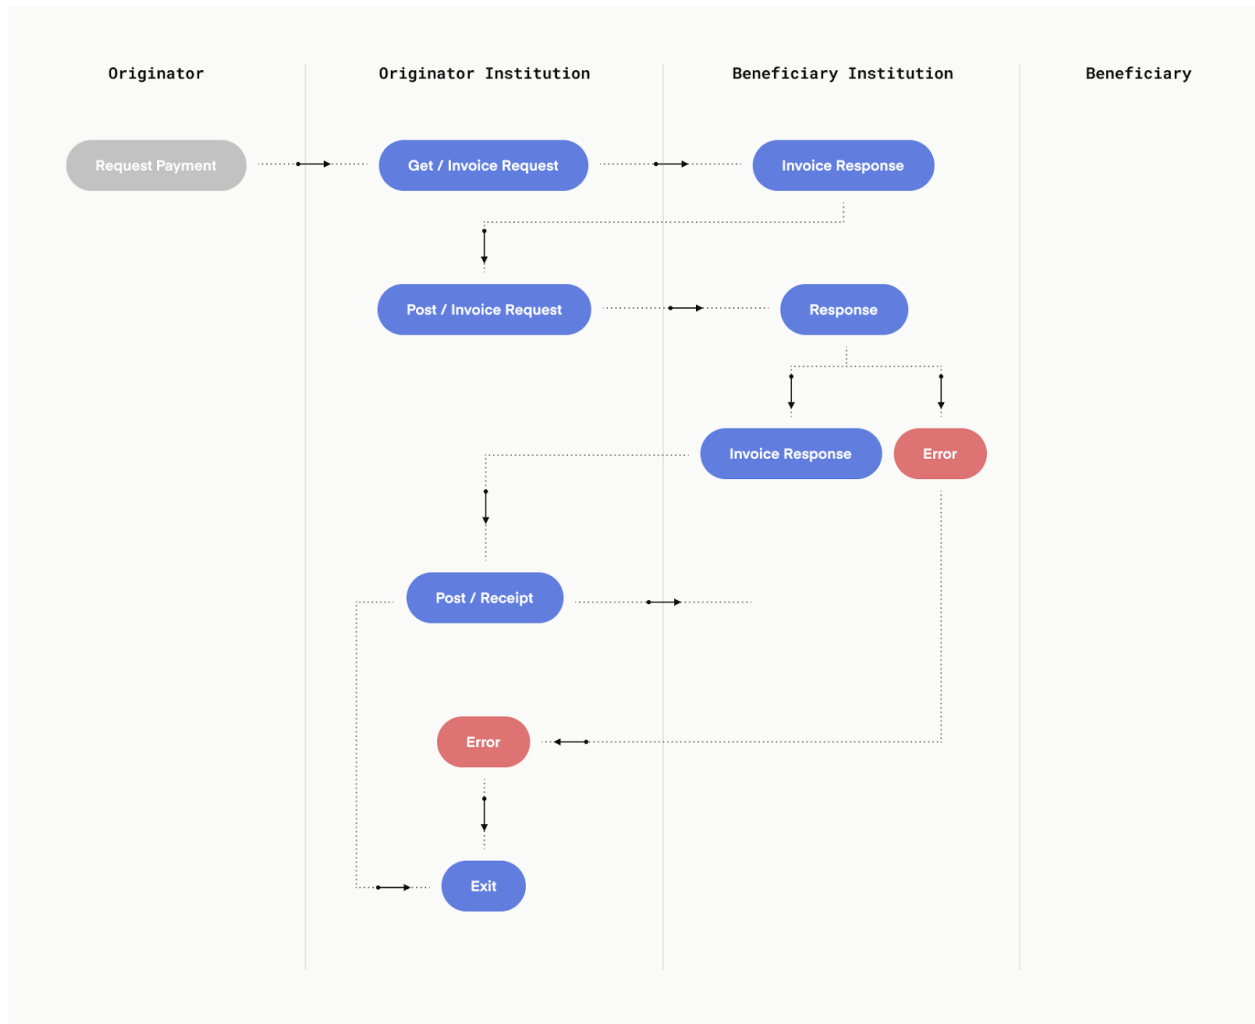 Originator
Originator Institution
Beneficiary Institution
Beneficiary
Request Payment
Get / Invoice Request
Invoice Response
Post / Invoice Request
Response
Invoice Response
Error
Post / Receipt
Error
Exit